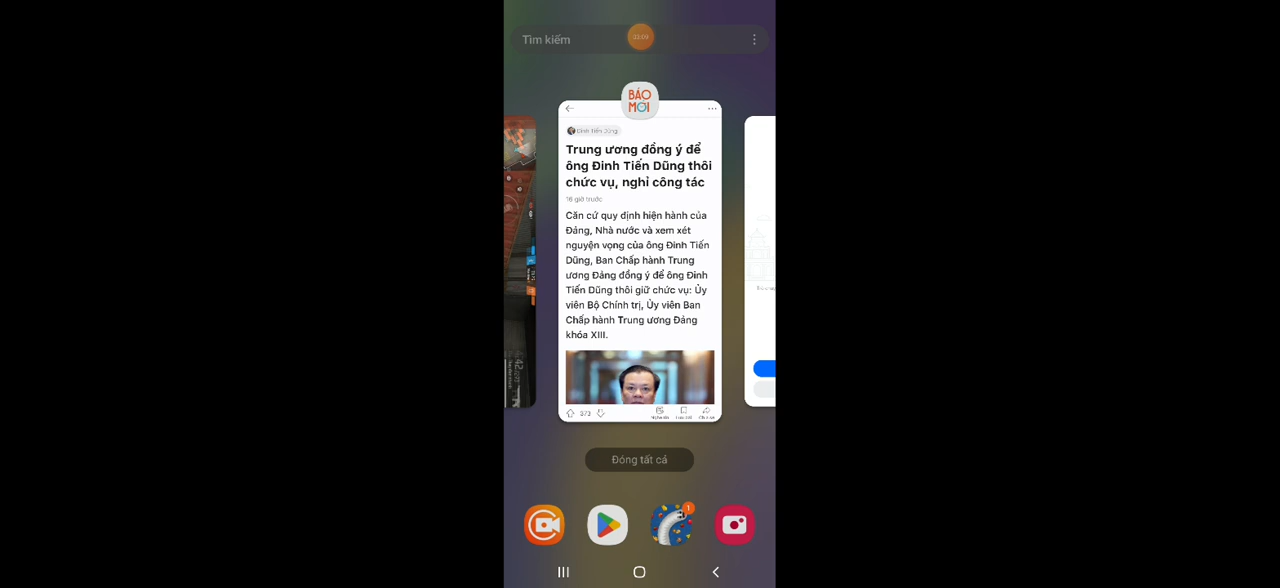 Tìm kiếm
BÁO
MỚI
Đinh Tiến Dũng
Trung ương đồng ý để
ông Đinh Tiến Dũng thôi
chức vụ, nghỉ công tác
16 giờ trước
Căn cứ quy định hiện hành của
Đảng, Nhà nước và xem xét
nguyện vọng của ông Đinh Tiến
Dũng, Ban Chấp hành Trung
ương Đảng đồng ý để ông Đinh
Tiến Dũng thôi giữ chức vụ: Ủy
viên Bộ Chính trị, Ủy viên Ban
Chấp hành Trung ương Đảng
khóa XIII.
373
Đóng tất cả
1